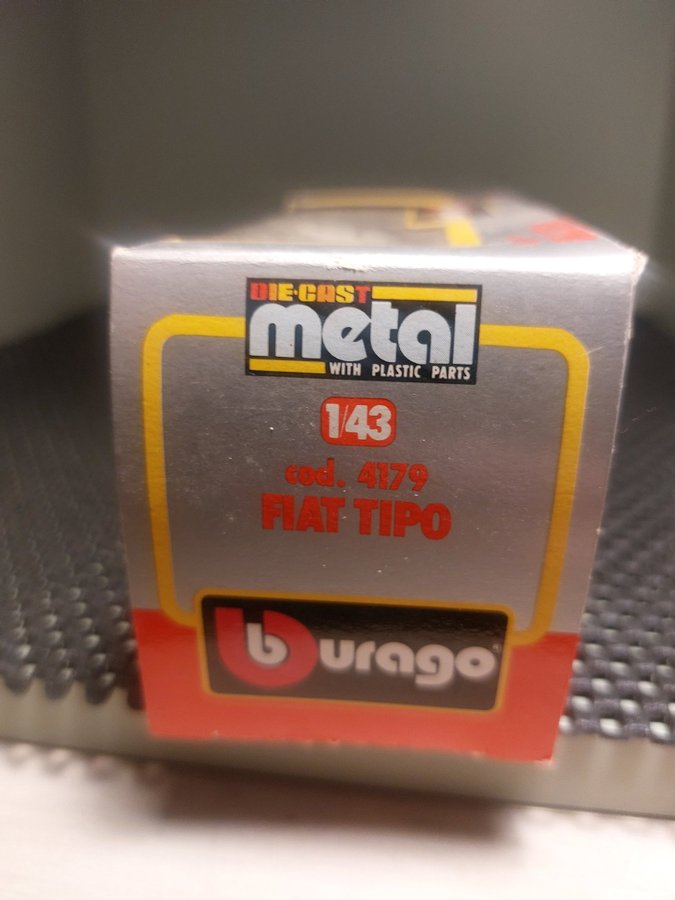 DIE-CAST
metal
WITH PLASTIC PARTS
1/43
cod. 4179
FIAT TIPO
burago